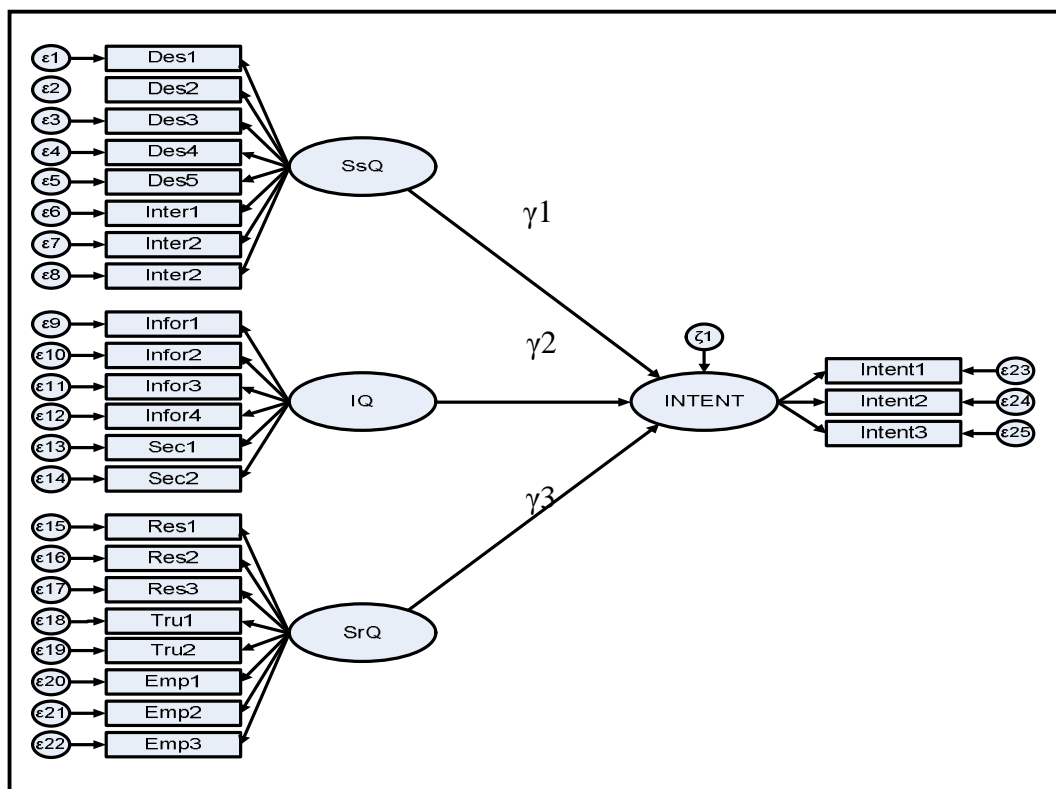 ε1 Des1
ε2 Des2
ε3 Des3
ε4 Des4
ε5 Des5
ε6 Inter1
ε7 Inter2
ε8 Inter2
SsQ
γ1
ε9 Infor1
ε10 Infor2
ε11 Infor3
ε12 Infor4
ε13 Sec1
ε14 Sec2
IQ
γ2
ζ1
INTENT
Intent1 ε23
Intent2 ε24
Intent3 ε25
ε15 Res1
ε16 Res2
ε17 Res3
ε18 Tru1
ε19 Tru2
ε20 Emp1
ε21 Emp2
ε22 Emp3
SrQ
γ3